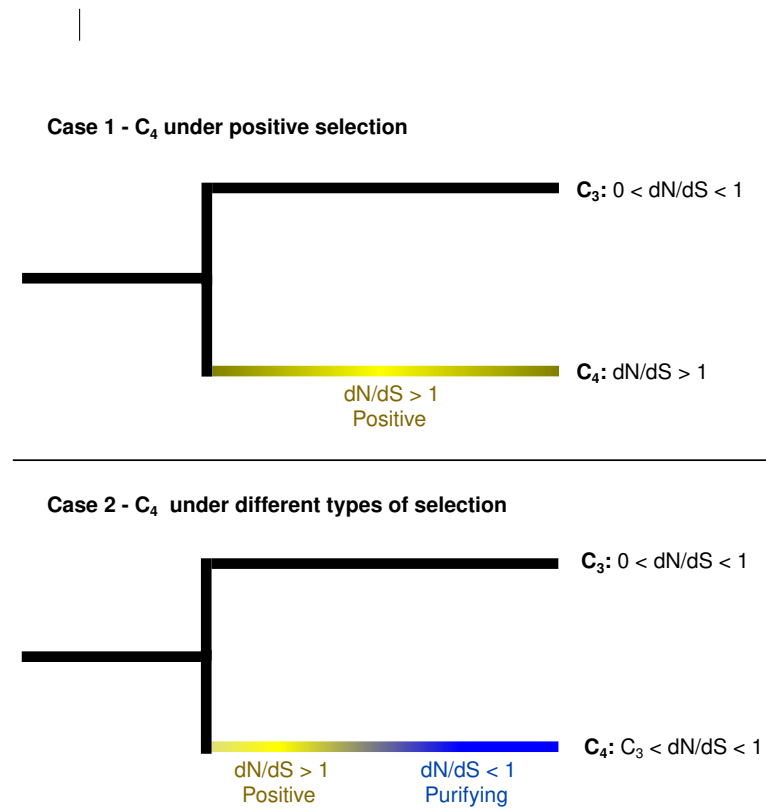 Case 1 - C₄ under positive selection
C₃: 0 < dN/dS < 1
C₄: dN/dS > 1
dN/dS > 1
Positive
Case 2 - C₄ under different types of selection
C₃: 0 < dN/dS < 1
C₄: C₃ < dN/dS < 1
dN/dS > 1
Positive
dN/dS < 1
Purifying